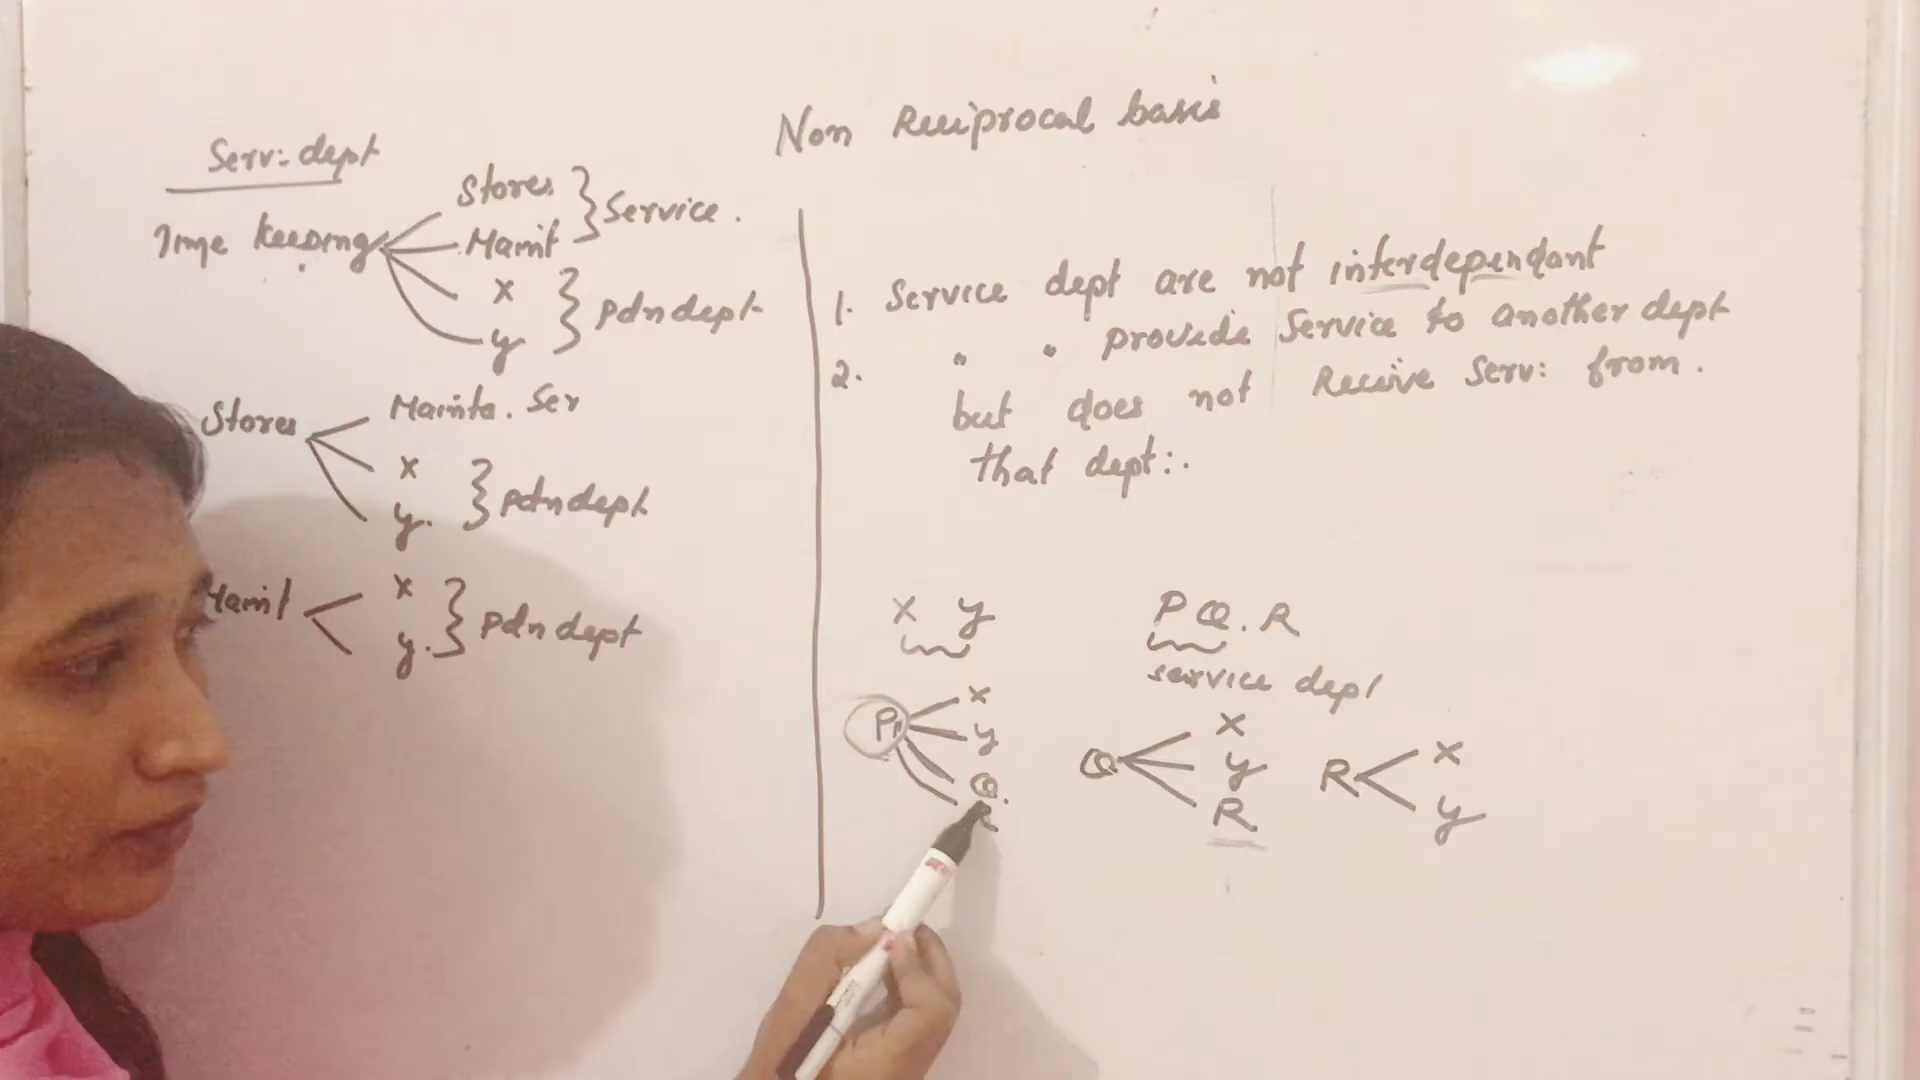 Non Reciprocal basis
Serv: dept
Time keeping
Stores
Maint
Service.
x
y
Pdn dept
Stores
Mainta. Ser
x
y.
Pdn dept
Maint
x
y.
Pdn dept
1. Service dept are not interdependant
2. " " provide Service to another dept
but does not Receive Serv: from.
that dept:.
X Y
P Q. R
service dept
P
x
y
Q.
R
Q
X
y
R
R
X
y